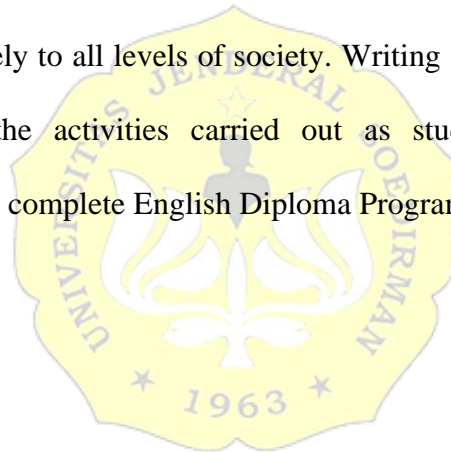 ely to all levels of society. Writing
the activities carried out as stu
complete English Diploma Program
UNIVERSITAS JENDERAL SOEDIRMAN
1963